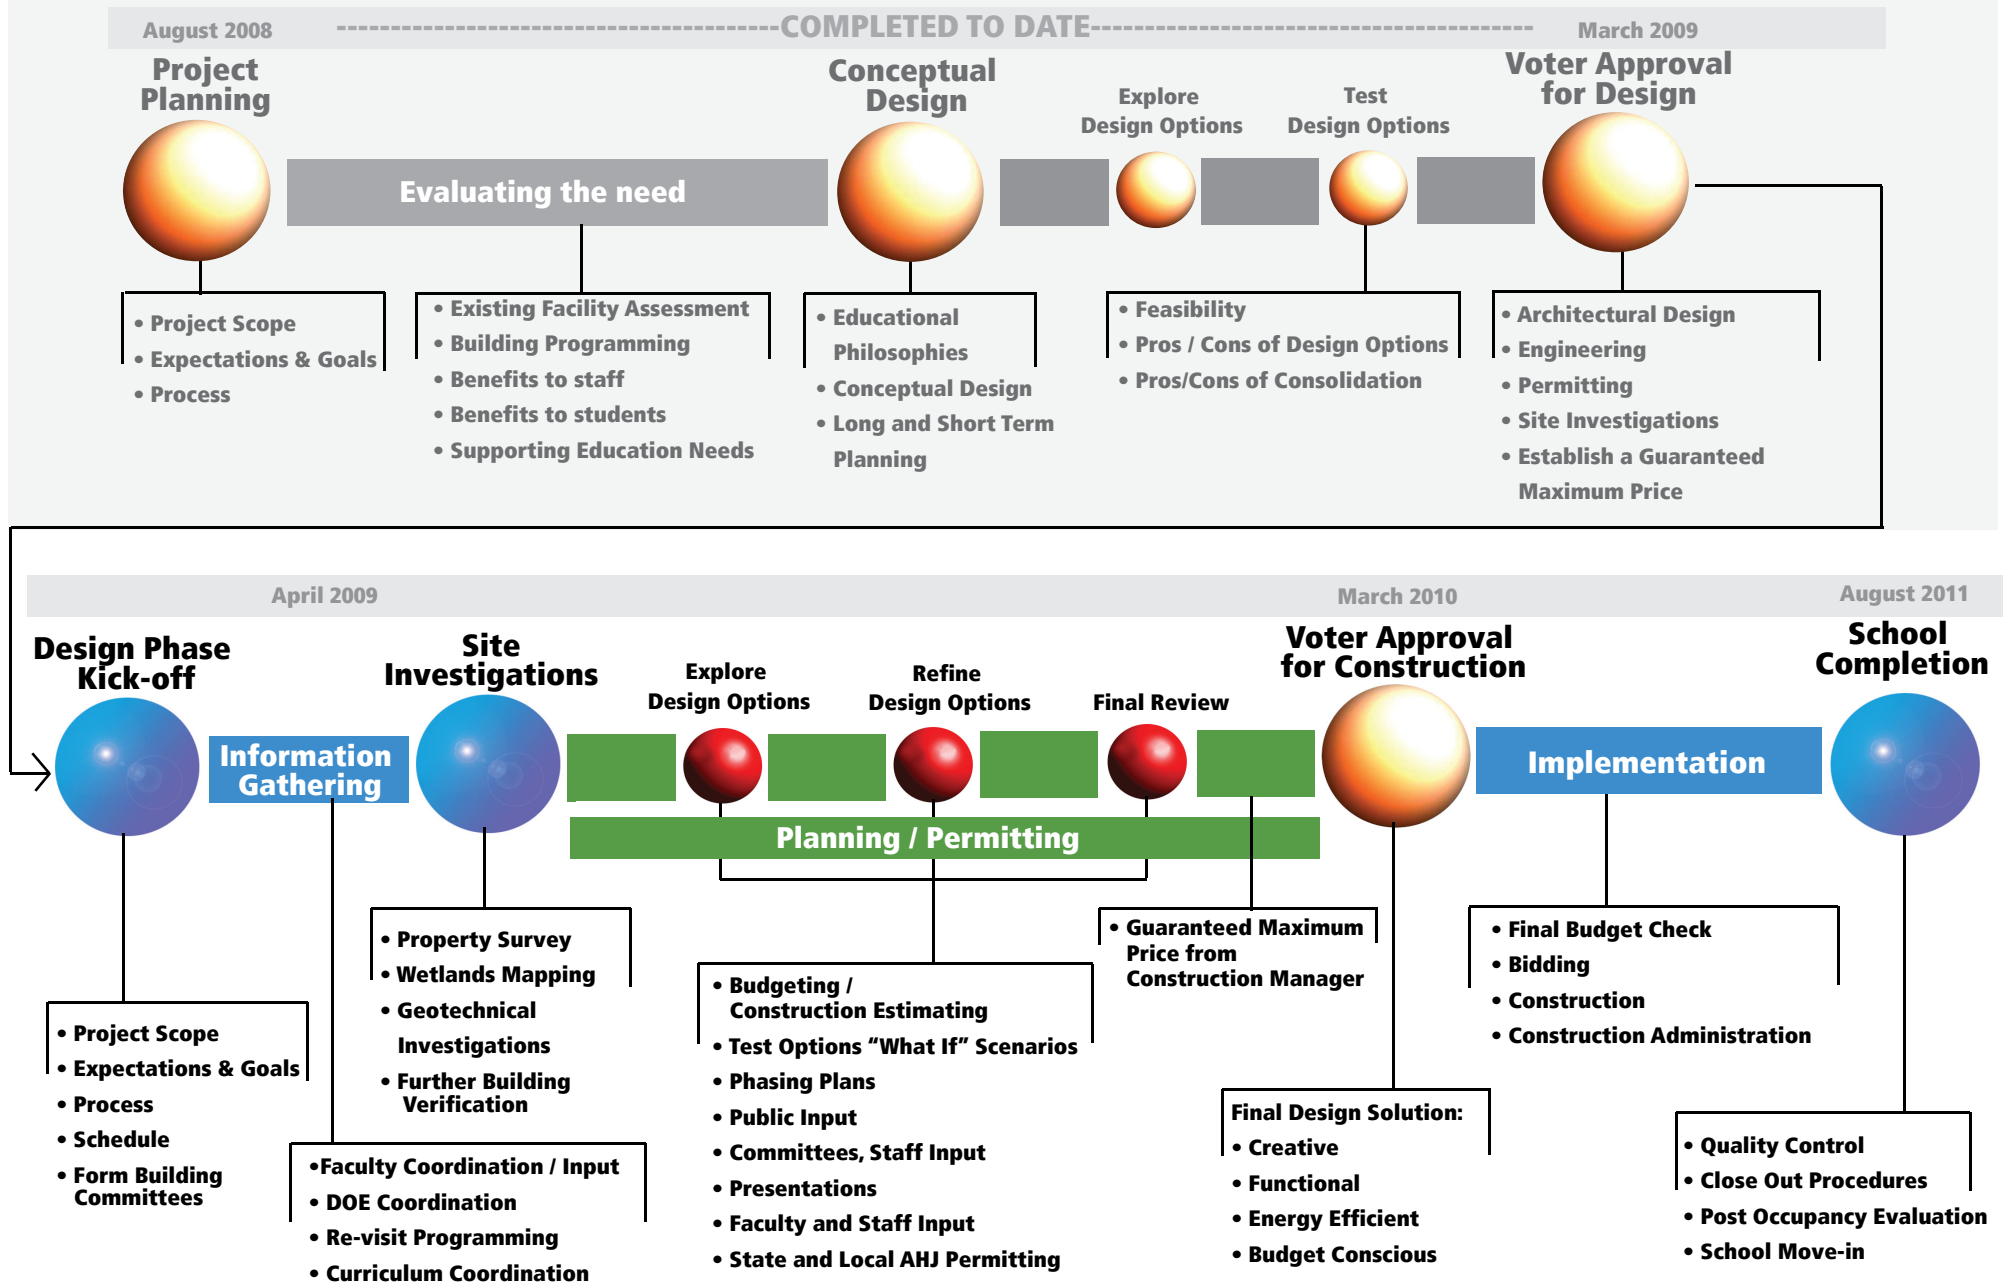 August 2008
----------------------------------------COMPLETED TO DATE----------------------------------------
March 2009
Project
Planning
Conceptual
Design
Explore
Design Options
Test
Design Options
Voter Approval
for Design
Evaluating the need
• Project Scope
• Expectations & Goals
• Process
• Existing Facility Assessment
• Building Programming
• Benefits to staff
• Benefits to students
• Supporting Education Needs
• Educational
Philosophies
• Conceptual Design
• Long and Short Term
Planning
• Feasibility
• Pros / Cons of Design Options
• Pros/Cons of Consolidation
• Architectural Design
• Engineering
• Permitting
• Site Investigations
• Establish a Guaranteed
Maximum Price
April 2009
March 2010
August 2011
Design Phase
Kick-off
Site
Investigations
Explore
Design Options
Refine
Design Options
Final Review
Voter Approval
for Construction
School
Completion
Information
Gathering
Implementation
Planning / Permitting
• Project Scope
• Expectations & Goals
• Process
• Schedule
• Form Building
Committees
•Faculty Coordination / Input
• DOE Coordination
• Re-visit Programming
• Curriculum Coordination
• Property Survey
• Wetlands Mapping
• Geotechnical
Investigations
• Further Building
Verification
• Budgeting /
Construction Estimating
• Test Options “What If” Scenarios
• Phasing Plans
• Public Input
• Committees, Staff Input
• Presentations
• Faculty and Staff Input
• State and Local AHJ Permitting
• Guaranteed Maximum
Price from
Construction Manager
Final Design Solution:
• Creative
• Functional
• Energy Efficient
• Budget Conscious
• Final Budget Check
• Bidding
• Construction
• Construction Administration
• Quality Control
• Close Out Procedures
• Post Occupancy Evaluation
• School Move-in